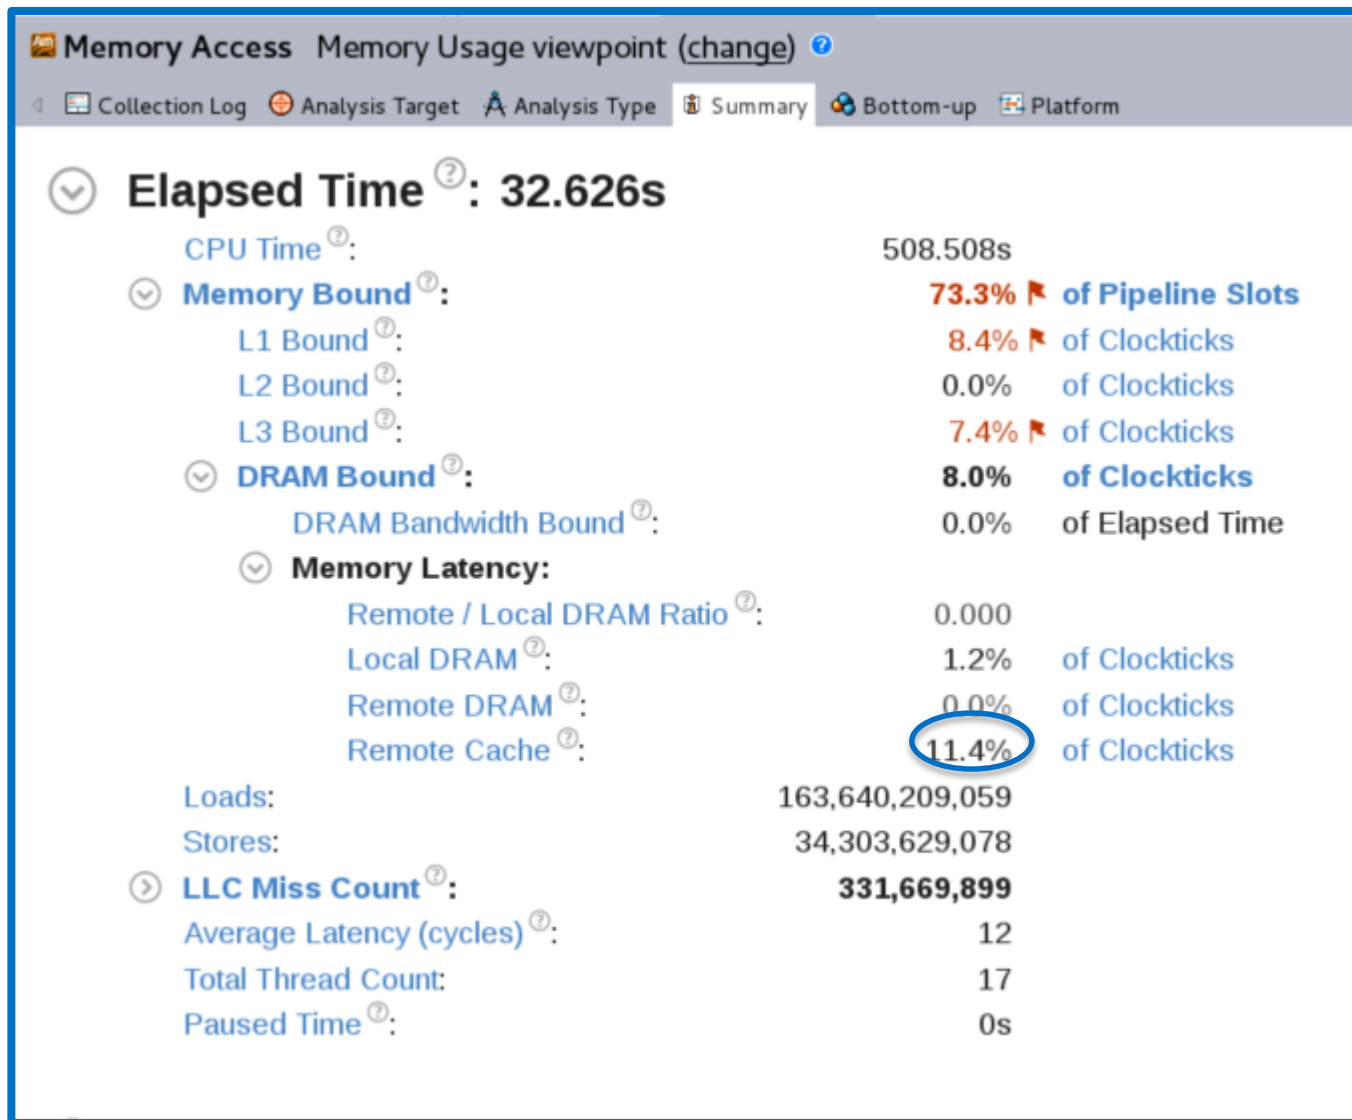 Memory Access Memory Usage viewpoint (change) ?
Collection Log Analysis Target Analysis Type Summary Bottom-up Platform
Elapsed Time ?: 32.626s
CPU Time ?: 508.508s
Memory Bound ?: 73.3% of Pipeline Slots
L1 Bound ?: 8.4% of Clockticks
L2 Bound ?: 0.0% of Clockticks
L3 Bound ?: 7.4% of Clockticks
DRAM Bound ?: 8.0% of Clockticks
DRAM Bandwidth Bound ?: 0.0% of Elapsed Time
Memory Latency:
Remote / Local DRAM Ratio ?: 0.000
Local DRAM ?: 1.2% of Clockticks
Remote DRAM ?: 0.0% of Clockticks
Remote Cache ?: 11.4% of Clockticks
Loads: 163,640,209,059
Stores: 34,303,629,078
LLC Miss Count ?: 331,669,899
Average Latency (cycles) ?: 12
Total Thread Count: 17
Paused Time ?: 0s